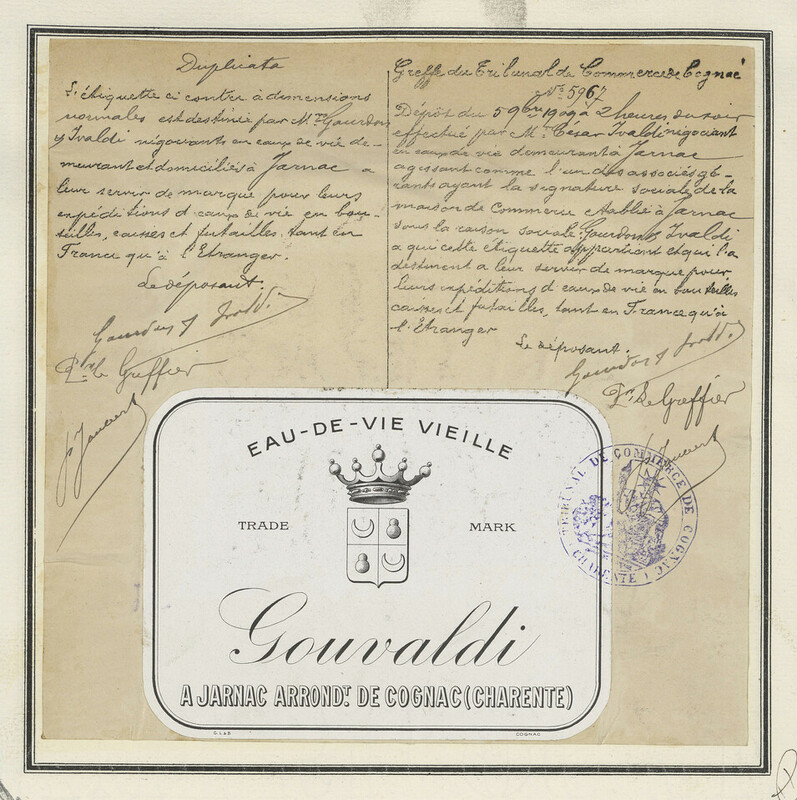 Duplicata
L'étiquette ci contre à dimensions
normales est destinée par M.rs Gourdon
& Ivaldi négociants en eaux de vie de-
meurant et domiciliés à Jarnac a
leur servir de marque pour leurs
expéditions d'eaux de vie en bou-
teilles, caisses et futailles, tant en
France qu'à l'Etranger.
Le déposant.
Gourdon & Ivaldi
Pr le Greffier
Greffe du Tribunal de Commerce de Cognac
No 5967
Dépôt du 5 9bre 1909 à 2 heures du soir
effectué par M. César Ivaldi négociant
en eaux de vie demeurant à Jarnac
agissant comme l'un des associés gé-
rants ayant la signature sociale de la
maison de Commerce établie à Jarnac
sous la raison sociale: Gourdon & Ivaldi
a qui cette étiquette appartient et qui l'a
destinent a leur servir de marque pour
leurs expéditions d'eaux de vie en bouteilles
caisses et futailles, tant en France qu'à
l'Etranger
Le déposant.
Gourdon & Ivaldi
Pr Le Greffier
EAU-DE-VIE VIEILLE
TRADE MARK
Gouvaldi
A JARNAC ARRONDT. DE COGNAC (CHARENTE)
COGNAC
TRIBUNAL DE COMMERCE DE COGNAC
(CHARENTE)